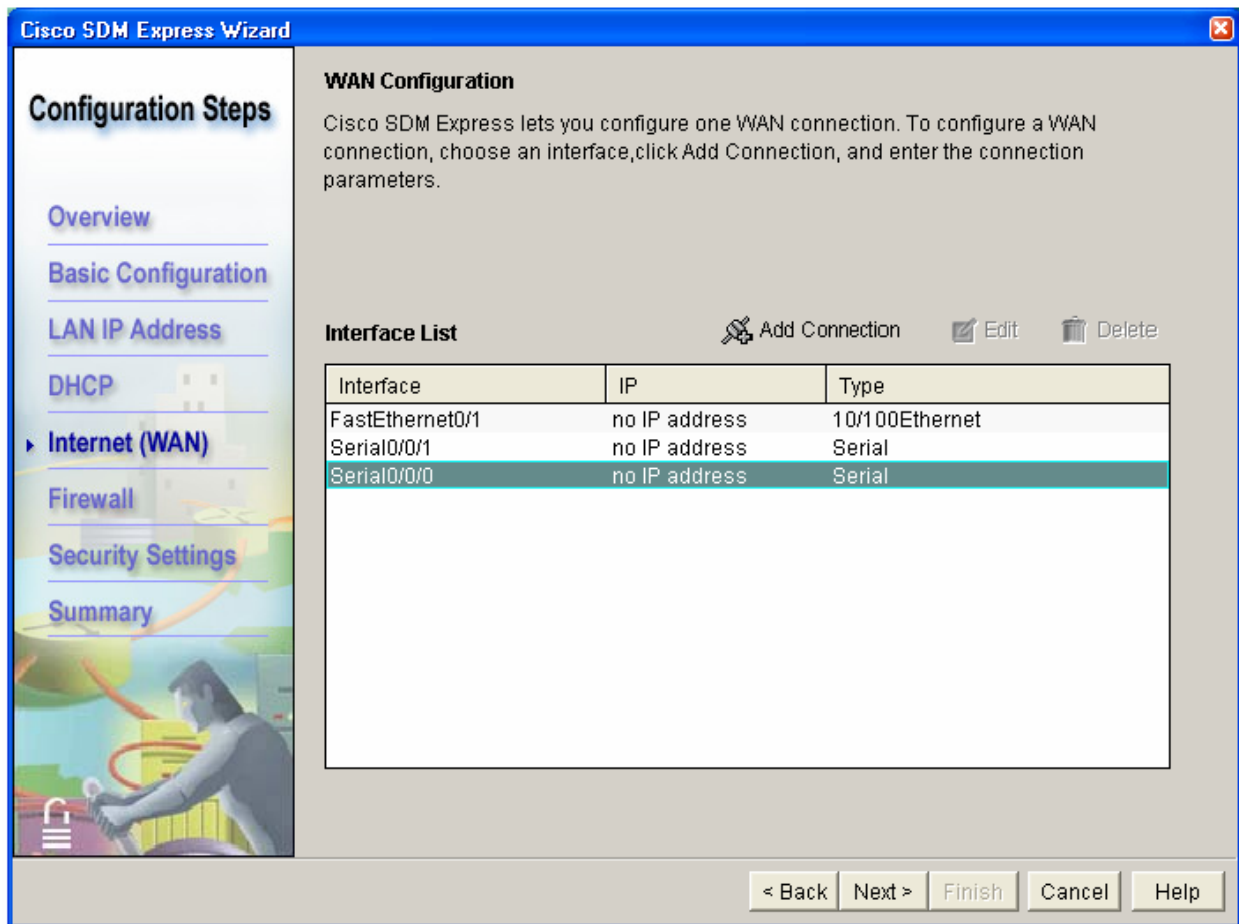 Cisco SDM Express Wizard
Configuration Steps
Overview
Basic Configuration
LAN IP Address
DHCP
Internet (WAN)
Firewall
Security Settings
Summary
WAN Configuration
Cisco SDM Express lets you configure one WAN connection. To configure a WAN
connection, choose an interface,click Add Connection, and enter the connection
parameters.
Interface List Add Connection Edit Delete
Interface IP Type
FastEthernet0/1 no IP address 10/100Ethernet
Serial0/0/1 no IP address Serial
Serial0/0/0 no IP address Serial
< Back Next > Finish Cancel Help